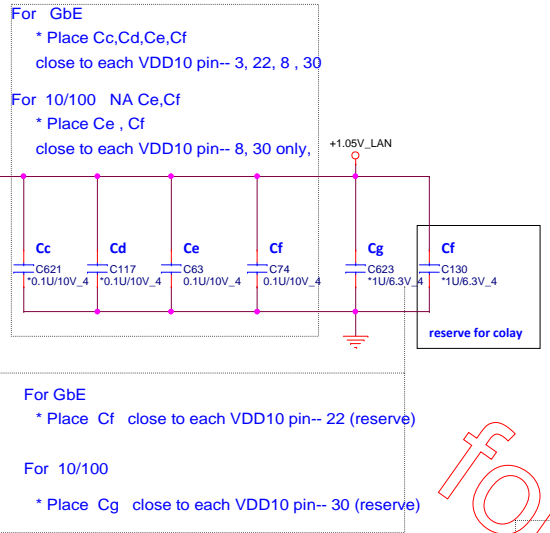 For GbE
* Place Cc,Cd,Ce,Cf
close to each VDD10 pin-- 3, 22, 8 , 30
For 10/100 NA Ce,Cf
* Place Ce , Cf
close to each VDD10 pin-- 8, 30 only,
+1.05V_LAN
Cc Cd Ce Cf Cg Cf
C621 C117 C63 C74 C623 C130
*0.1U/10V_4 *0.1U/10V_4 0.1U/10V_4 0.1U/10V_4 *1U/6.3V_4 *1U/6.3V_4
reserve for colay
For GbE
* Place Cf close to each VDD10 pin-- 22 (reserve)
For 10/100
* Place Cg close to each VDD10 pin-- 30 (reserve)
fo